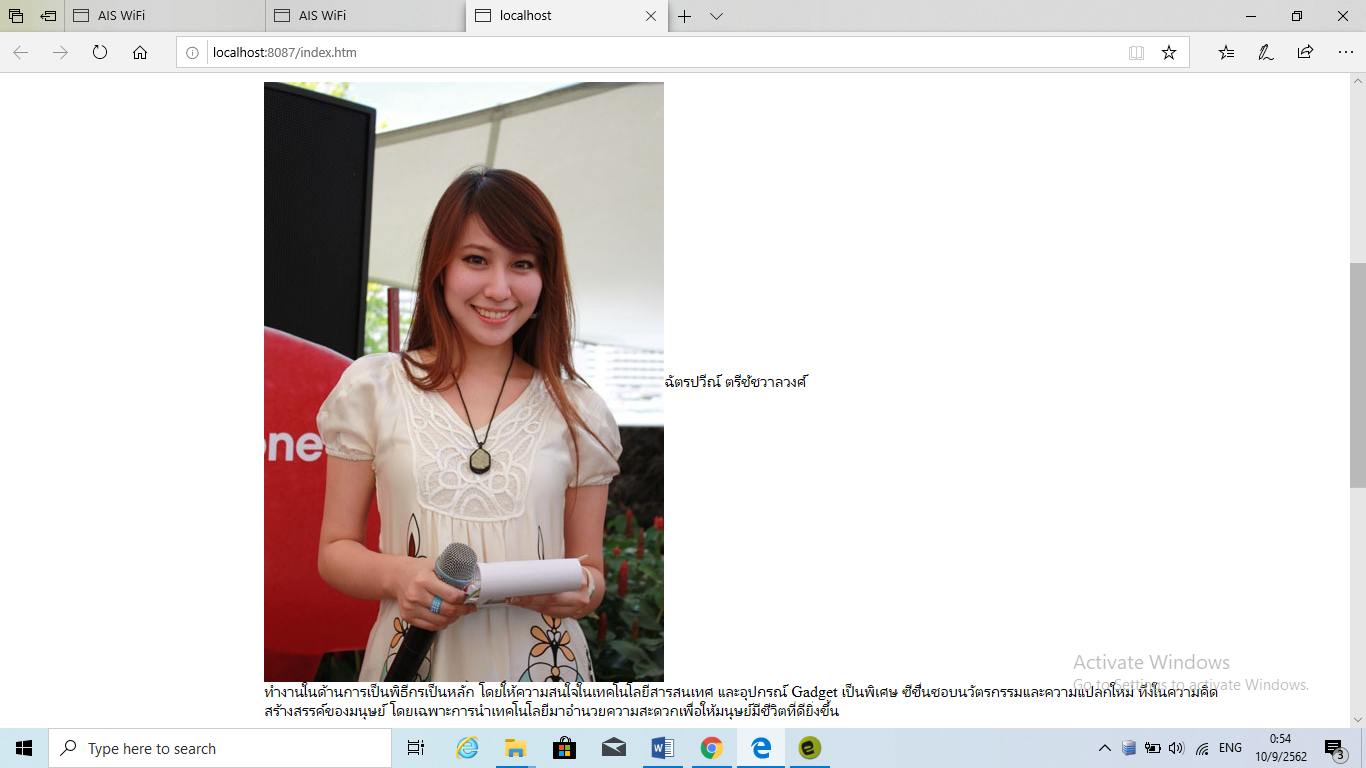 AIS WiFi
AIS WiFi
localhost
localhost:8087/index.htm
one
ฉัตรปวีณ์ ตรีชัชวาลวงศ์
Activate Windows
Go to Settings to activate Windows.
ทำงานในด้านการเป็นพิธีกรเป็นหลัก โดยให้ความสนใจในเทคโนโลยีสารสนเทศ และอุปกรณ์ Gadget เป็นพิเศษ ซีชื่นชอบนวัตรกรรมและความแปลกใหม่ ทึ่งในความคิด
สร้างสรรค์ของมนุษย์ โดยเฉพาะการนำเทคโนโลยีมาอำนวยความสะดวกเพื่อให้มนุษย์มีชีวิตที่ดียิ่งขึ้น
Type here to search
ENG
0:54
10/9/2562
3